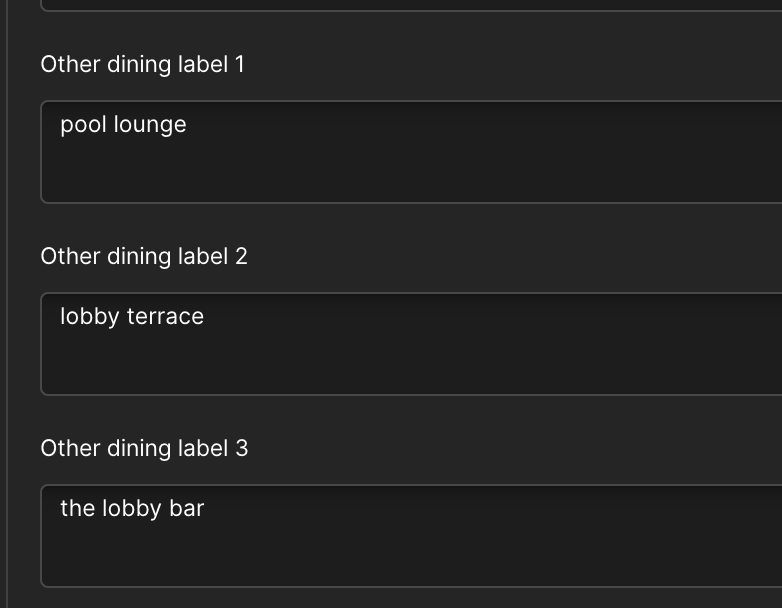 Other dining label 1
pool lounge
Other dining label 2
lobby terrace
Other dining label 3
the lobby bar